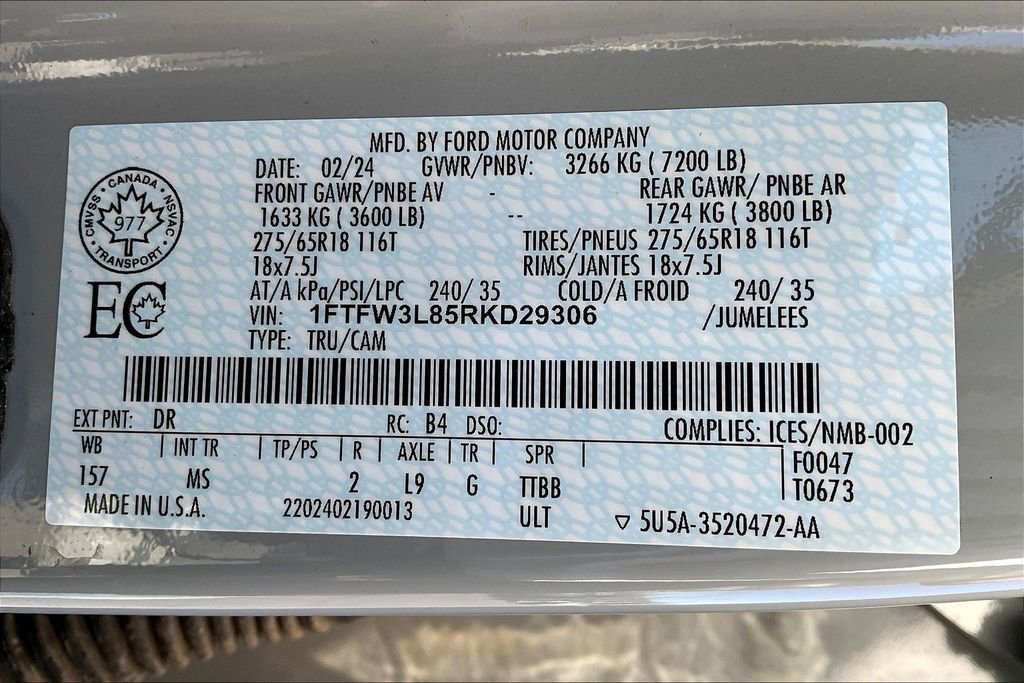 MFD. BY FORD MOTOR COMPANY
DATE: 02/24 GVWR/PNBV: 3266 KG ( 7200 LB)
FRONT GAWR/PNBE AV - REAR GAWR/ PNBE AR
1633 KG ( 3600 LB) -- 1724 KG ( 3800 LB)
275/65R18 116T TIRES/PNEUS 275/65R18 116T
18x7.5J RIMS/JANTES 18x7.5J
AT/A kPa/PSI/LPC 240/ 35 COLD/A FROID 240/ 35
VIN: 1FTFW3L85RKD29306 /JUMELEES
TYPE: TRU/CAM
CANADA
CMVSS NSVAC
977
TRANSPORT
EC
EXT PNT: DR RC: B4 DSO: COMPLIES: ICES/NMB-002
WB | INT TR | TP/PS | R | AXLE | TR | SPR | F0047
157 MS 2 L9 G TTBB T0673
MADE IN U.S.A. 2202402190013 ULT ▽ 5U5A-3520472-AA